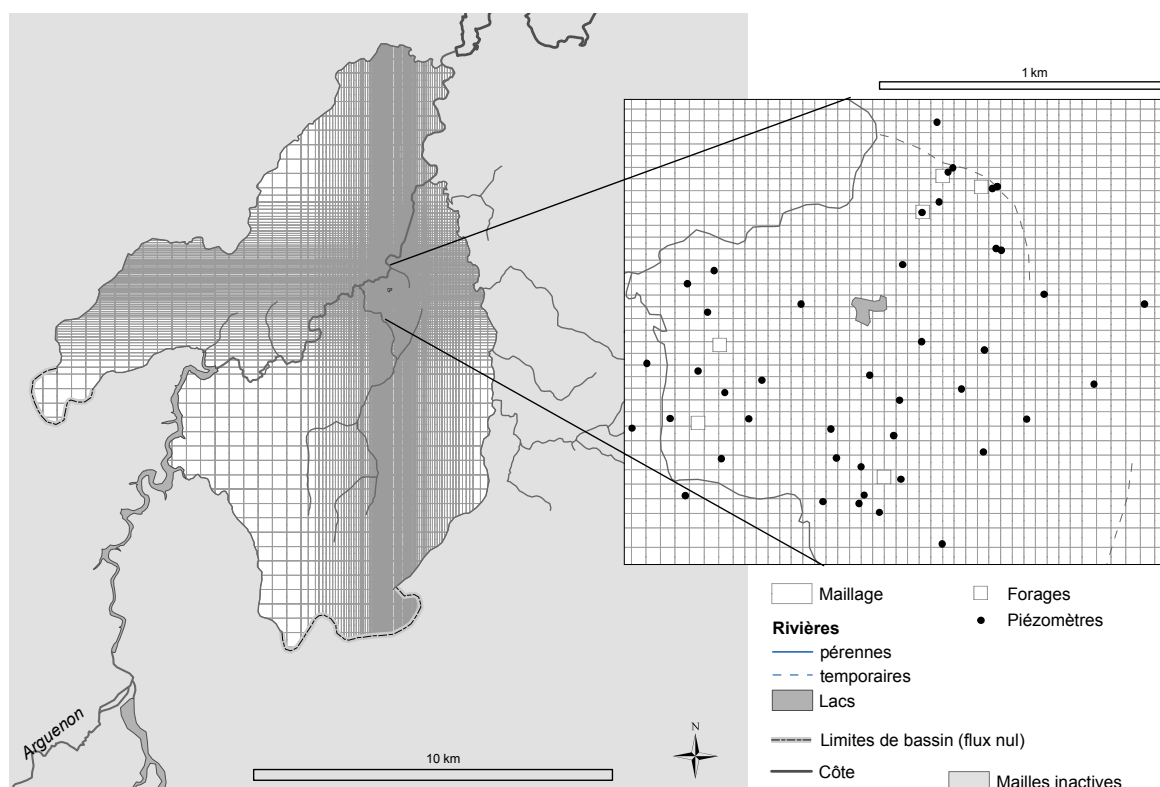 1 km
Arguenon
N
10 km
Maillage
Forages
Piézomètres
Rivières
pérennes
temporaires
Lacs
Limites de bassin (flux nul)
Côte
Mailles inactives